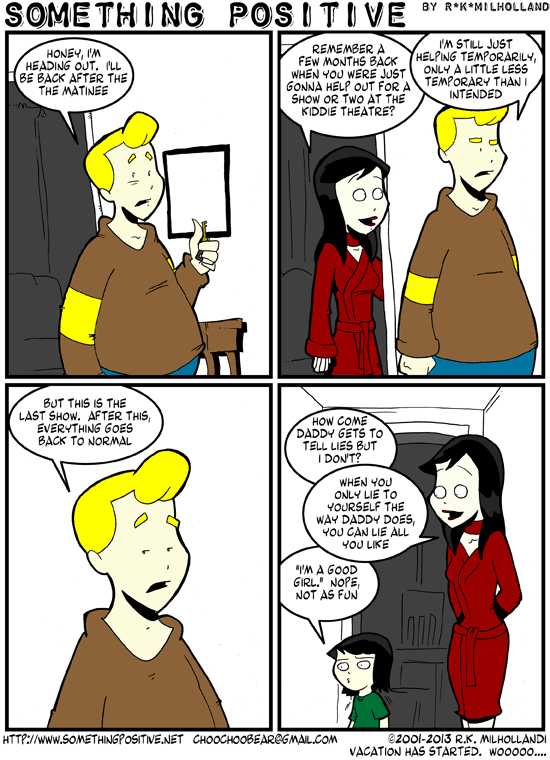 SOMETHING POSITIVE BY R*K*MILHOLLAND
HONEY, I'M
HEADING OUT. I'LL
BE BACK AFTER THE
THE MATINEE
REMEMBER A
FEW MONTHS BACK
WHEN YOU WERE JUST
GONNA HELP OUT FOR A
SHOW OR TWO AT THE
KIDDIE THEATRE?
I'M STILL JUST
HELPING TEMPORARILY,
ONLY A LITTLE LESS
TEMPORARY THAN I
INTENDED
BUT THIS IS THE
LAST SHOW. AFTER THIS,
EVERYTHING GOES
BACK TO NORMAL
HOW COME
DADDY GETS TO
TELL LIES BUT
I DON'T?
WHEN YOU
ONLY LIE TO
YOURSELF THE
WAY DADDY DOES,
YOU CAN LIE ALL
YOU LIKE
"I'M A GOOD
GIRL." NOPE,
NOT AS FUN
HTTP://WWW.SOMETHINGPOSITIVE.NET CHOOCHOOBEAR@GMAIL.COM ©2001-2013 R.K. MILHOLLANDI
VACATION HAS STARTED. WOOOOO....